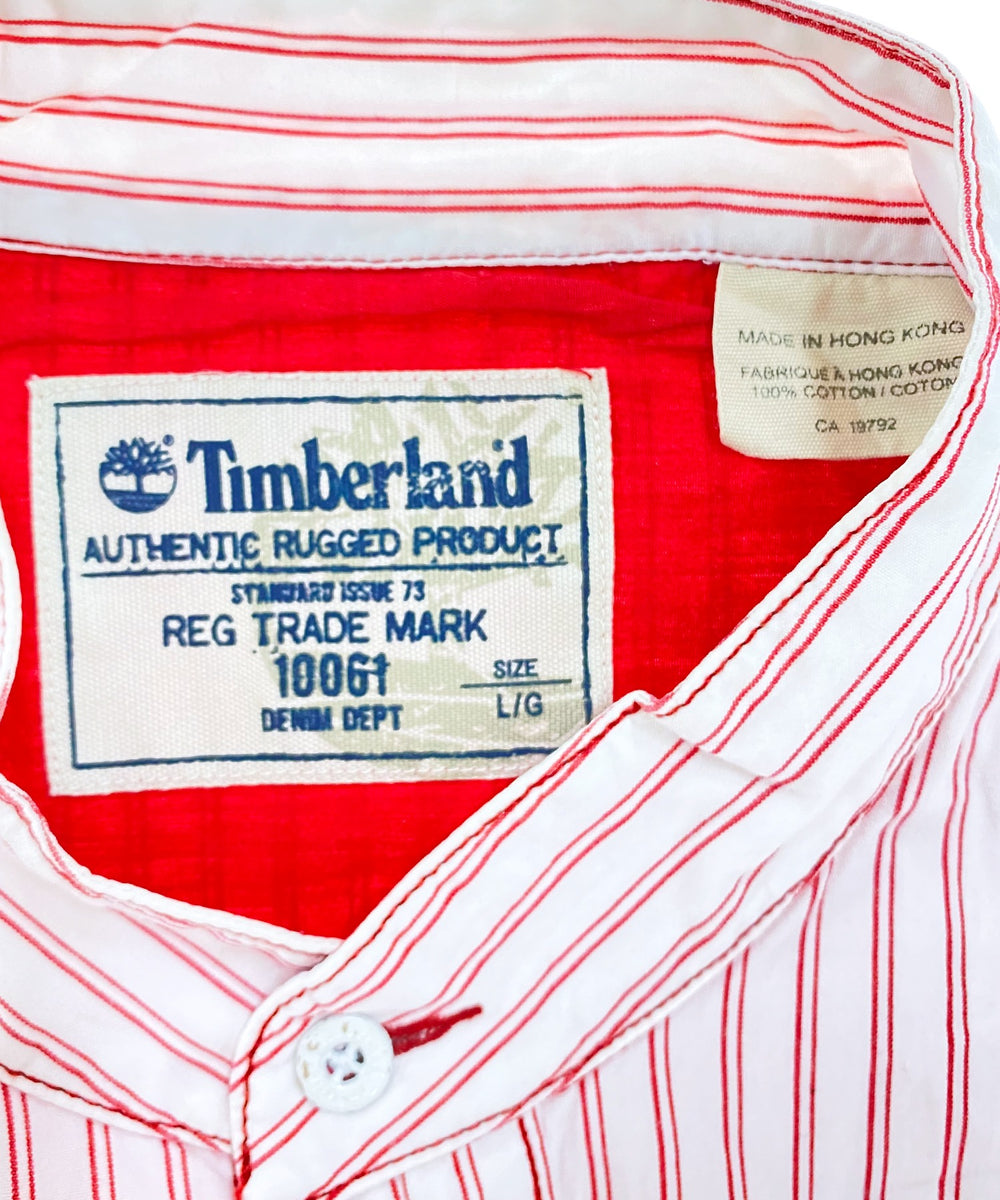 Timberland®
AUTHENTIC RUGGED PRODUCT
STANDARD ISSUE 73
REG TRADE MARK
10061
DENIM DEPT
SIZE
L/G
MADE IN HONG KONG
FABRIQUÉ À HONG KONG
100% COTTON / COTON
CA 19792